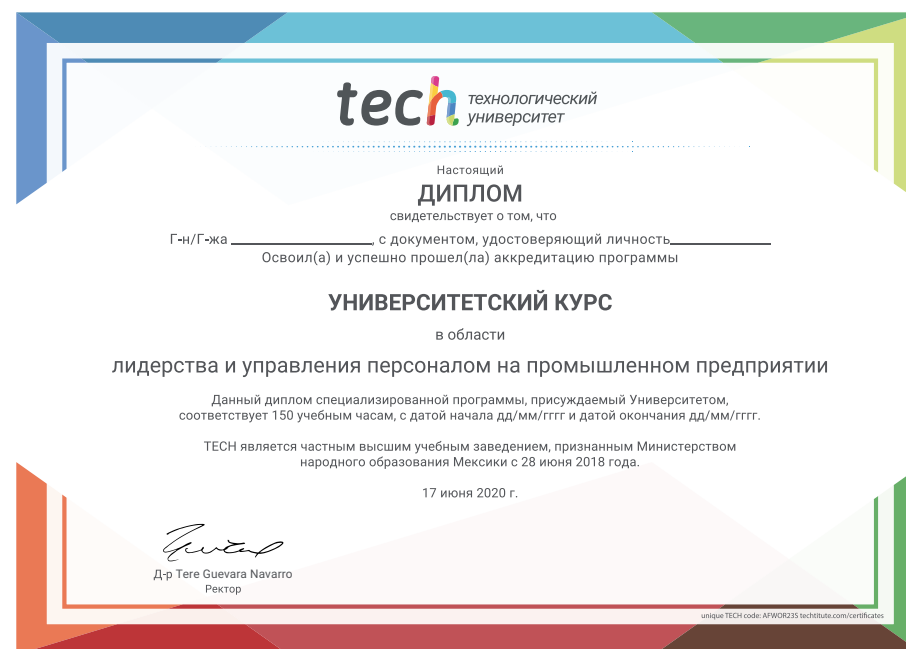 tech технологический
университет
Настоящий
ДИПЛОМ
свидетельствует о том, что
Г-н/Г-жа ________, с документом, удостоверяющий личность________
Освоил(а) и успешно прошел(ла) аккредитацию программы
УНИВЕРСИТЕТСКИЙ КУРС
в области
лидерства и управления персоналом на промышленном предприятии
Данный диплом специализированной программы, присуждаемый Университетом,
соответствует 150 учебным часам, с датой начала дд/мм/гггг и датой окончания дд/мм/гггг.
TECH является частным высшим учебным заведением, признанным Министерством
народного образования Мексики с 28 июня 2018 года.
17 июня 2020 г.
Д-р Tere Guevara Navarro
Ректор
unique TECH code: AFWOR23S techtitute.com/certificates